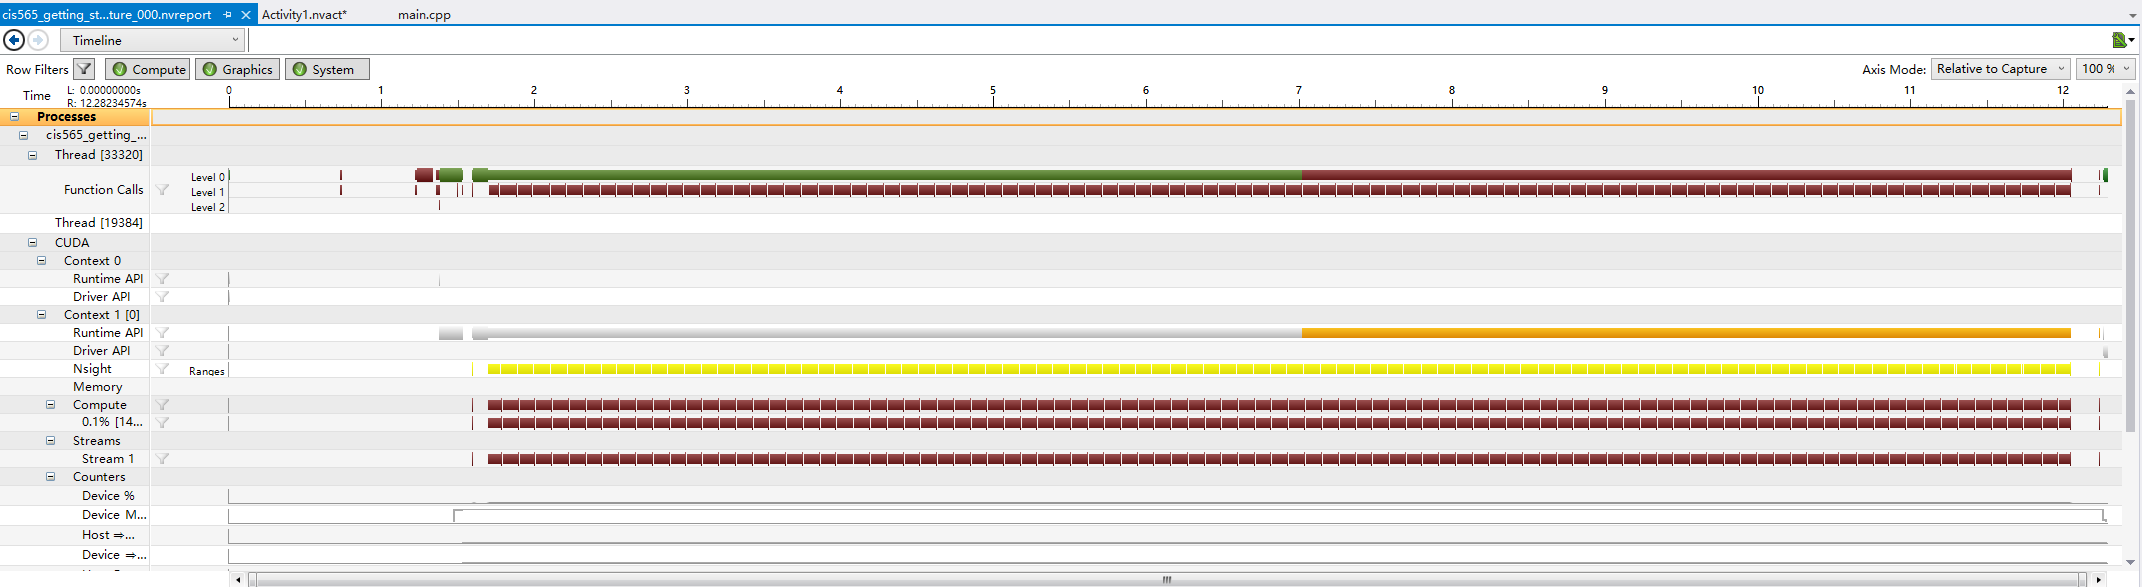 cis565_getting_st...ture_000.nvreport Activity1.nvact* main.cpp
Timeline
Row Filters Compute Graphics System Axis Mode: Relative to Capture 100 %
Time L: 0.00000000s 0 1 2 3 4 5 6 7 8 9 10 11 12
R: 12.28234574s
Processes
cis565_getting_...
Thread [33320]
Level 0
Function Calls Level 1
Level 2
Thread [19384]
CUDA
Context 0
Runtime API
Driver API
Context 1 [0]
Runtime API
Driver API
Nsight Ranges
Memory
Compute
0.1% [14...
Streams
Stream 1
Counters
Device %
Device M...
Host ⇒...
Device ⇒...